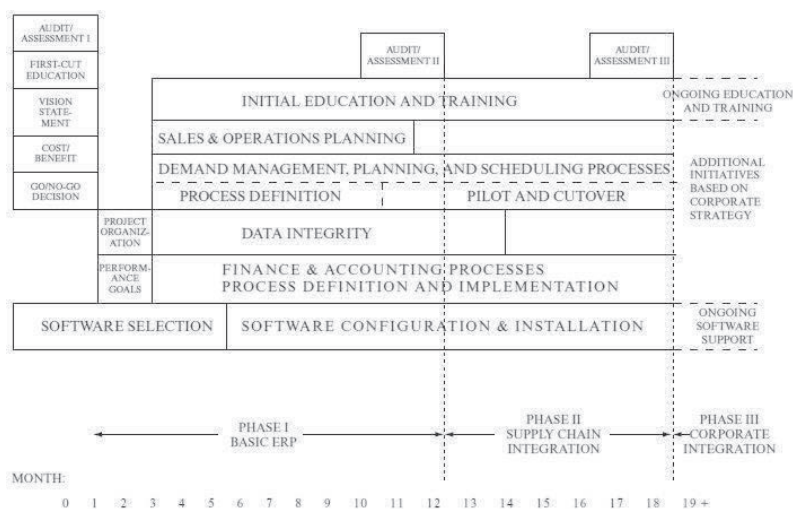 AUDIT/
ASSESSMENT I
FIRST-CUT
EDUCATION
VISION
STATE-
MENT
COST/
BENEFIT
GO/NO-GO
DECISION
AUDIT/
ASSESSMENT II
AUDIT/
ASSESSMENT III
INITIAL EDUCATION AND TRAINING
ONGOING EDUCATION
AND TRAINING
SALES & OPERATIONS PLANNING
DEMAND MANAGEMENT, PLANNING, AND SCHEDULING PROCESSES
PROCESS DEFINITION
PILOT AND CUTOVER
ADDITIONAL
INITIATIVES
BASED ON
CORPORATE
STRATEGY
PROJECT
ORGANIZ-
ATION
DATA INTEGRITY
PERFORM-
ANCE
GOALS
FINANCE & ACCOUNTING PROCESSES
PROCESS DEFINITION AND IMPLEMENTATION
SOFTWARE SELECTION
SOFTWARE CONFIGURATION & INSTALLATION
ONGOING
SOFTWARE
SUPPORT
PHASE I
BASIC ERP
PHASE II
SUPPLY CHAIN
INTEGRATION
PHASE III
CORPORATE
INTEGRATION
MONTH:
0 1 2 3 4 5 6 7 8 9 10 11 12 13 14 15 16 17 18 19 +